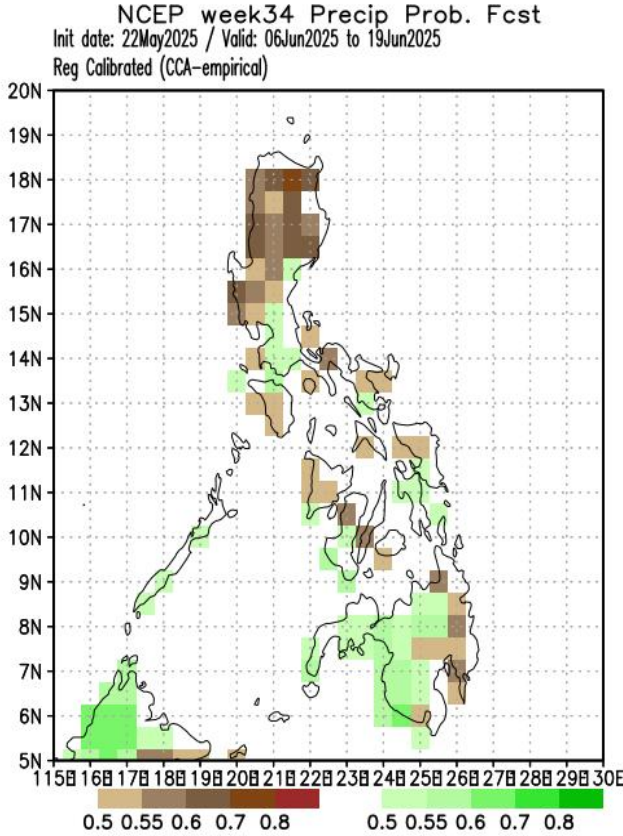 NCEP week34 Precip Prob. Fcst
Init date: 22May2025 / Valid: 06Jun2025 to 19Jun2025
Reg Calibrated (CCA-empirical)
20N
19N
18N
17N
16N
15N
14N
13N
12N
11N
10N
9N
8N
7N
6N
5N
115E 116E 117E 118E 119E 120E 121E 122E 123E 124E 125E 126E 127E 128E 129E 130E
0.5 0.55 0.6 0.7 0.8 0.5 0.55 0.6 0.7 0.8